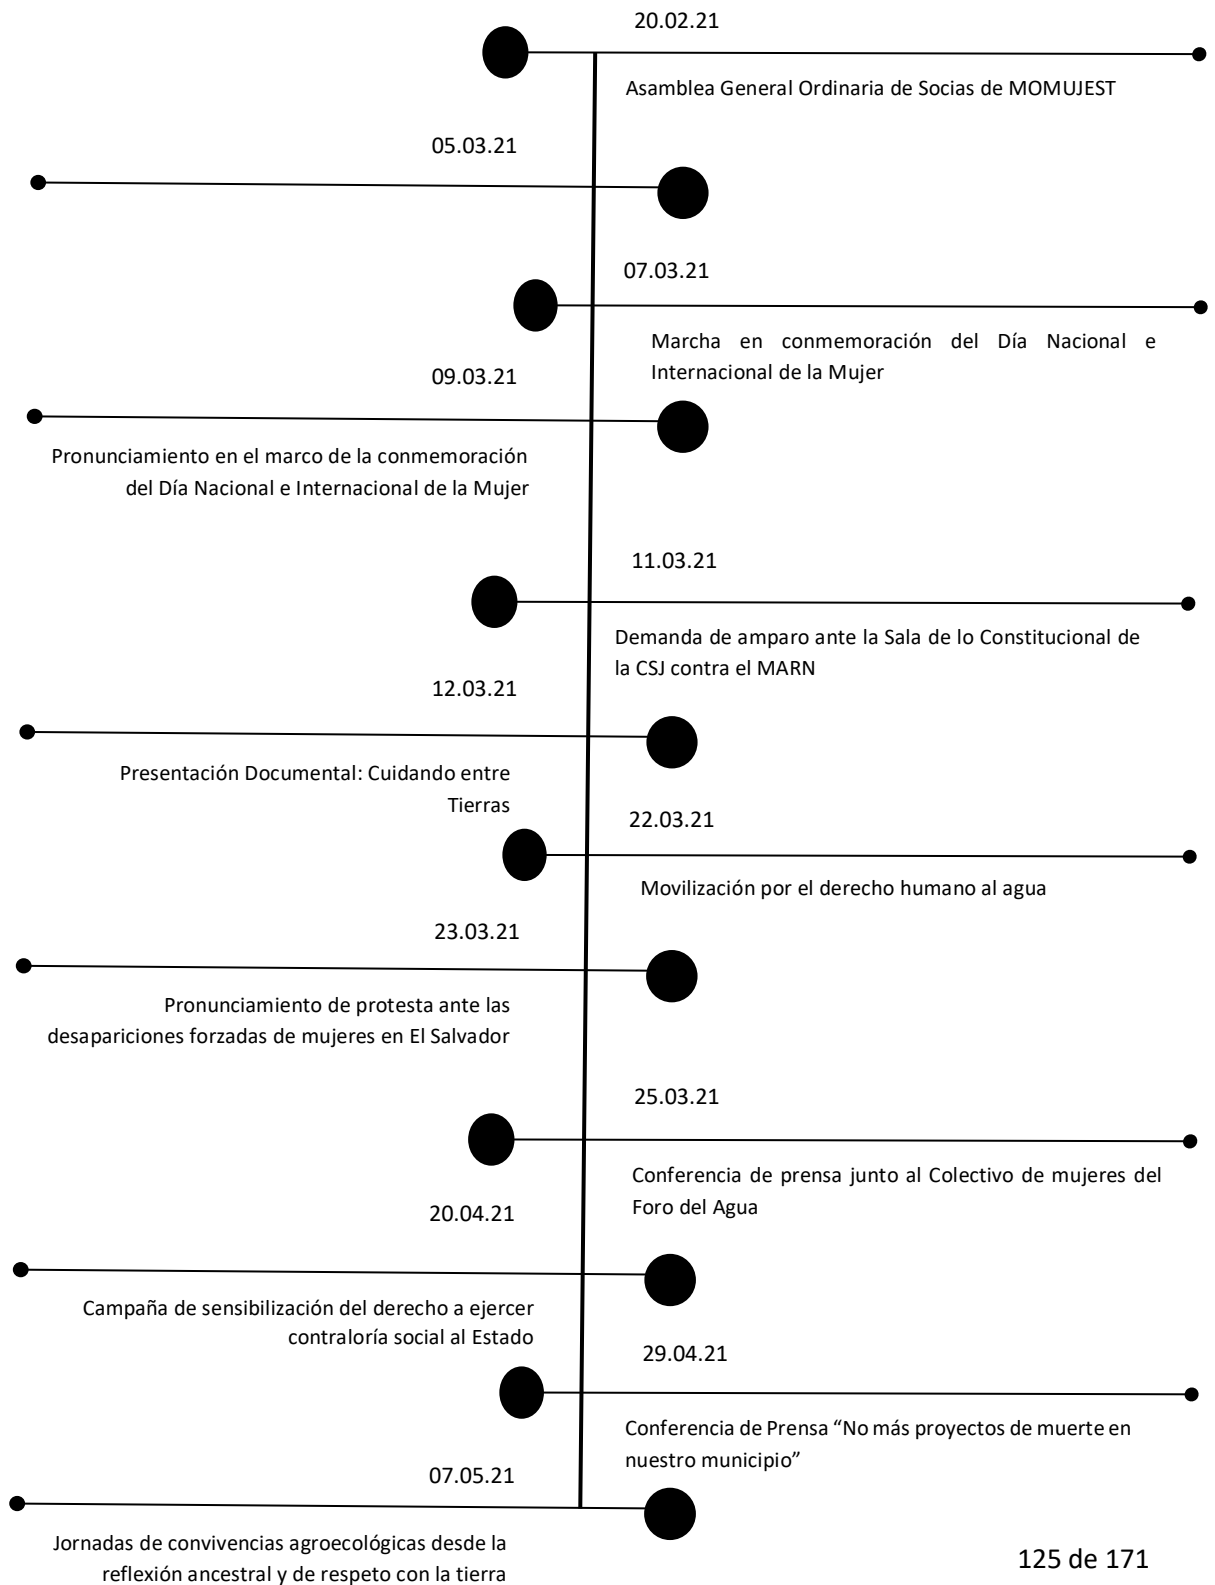 20.02.21
Asamblea General Ordinaria de Socias de MOMUJEST
05.03.21
07.03.21
Marcha en conmemoración del Día Nacional e
Internacional de la Mujer
09.03.21
Pronunciamiento en el marco de la conmemoración
del Día Nacional e Internacional de la Mujer
11.03.21
Demanda de amparo ante la Sala de lo Constitucional de
la CSJ contra el MARN
12.03.21
Presentación Documental: Cuidando entre
Tierras
22.03.21
Movilización por el derecho humano al agua
23.03.21
Pronunciamiento de protesta ante las
desapariciones forzadas de mujeres en El Salvador
25.03.21
Conferencia de prensa junto al Colectivo de mujeres del
Foro del Agua
20.04.21
Campaña de sensibilización del derecho a ejercer
contraloría social al Estado
29.04.21
Conferencia de Prensa “No más proyectos de muerte en
nuestro municipio”
07.05.21
Jornadas de convivencias agroecológicas desde la
reflexión ancestral y de respeto con la tierra
125 de 171